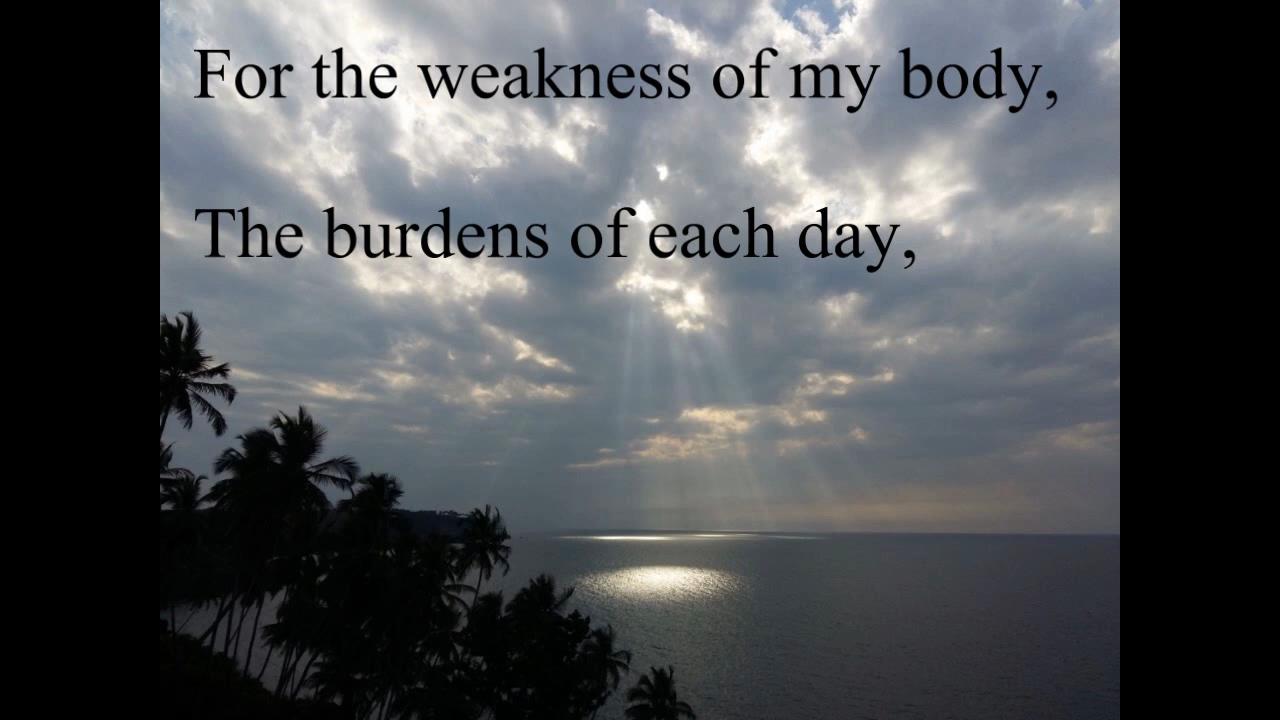 For the weakness of my body,
The burdens of each day,